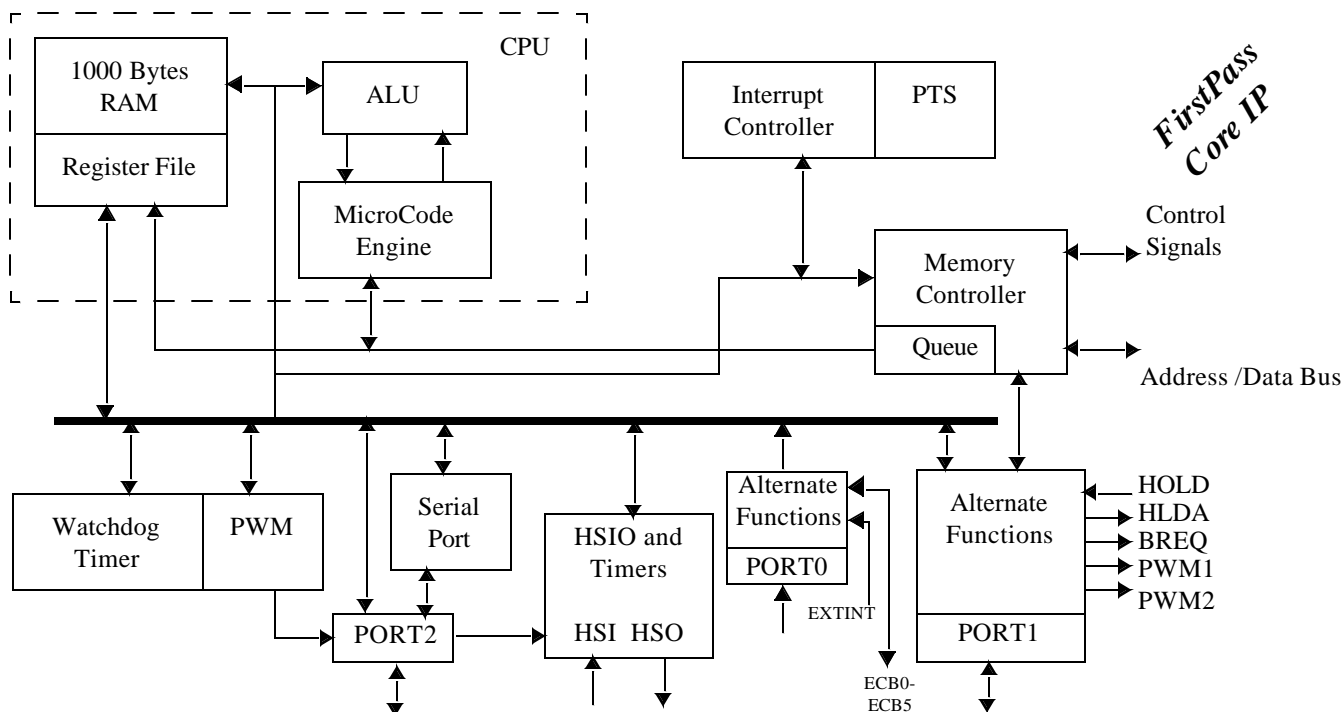 CPU
1000 Bytes
RAM
Register File
ALU
MicroCode
Engine
Interrupt
Controller
PTS
FirstPass
Core IP
Control
Signals
Memory
Controller
Queue
Address /Data Bus
Watchdog
Timer
PWM
Serial
Port
PORT2
HSIO and
Timers
HSI HSO
Alternate
Functions
PORT0
EXTINT
ECB0-
ECB5
Alternate
Functions
PORT1
HOLD
HLDA
BREQ
PWM1
PWM2